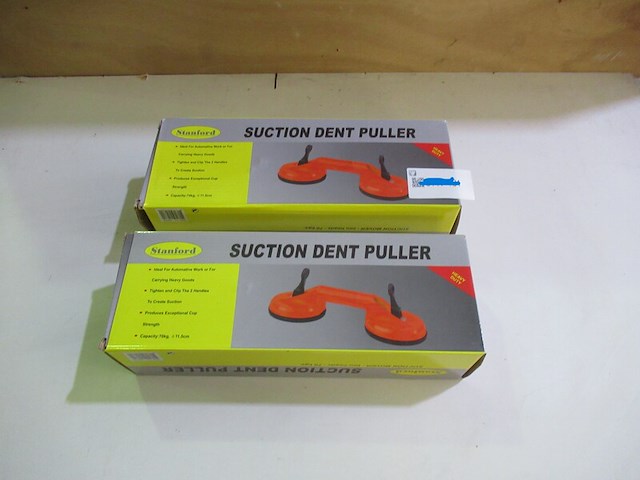 Stanford
SUCTION DENT PULLER
HEAVY
DUTY
Ideal For Automotive Work or For
Carrying Heavy Goods
Tighten and Clip The 2 Handles
To Create Suction
Produces Exceptional Cup
Strength
Capacity 70kg
Stanford
SUCTION DENT PULLER
HEAVY
DUTY
Ideal For Automotive Work or For
Carrying Heavy Goods
Tighten and Clip The 2 Handles
To Create Suction
Produces Exceptional Cup
Strength
Capacity 70kg
SUCTION DENT PULLER
Stanford